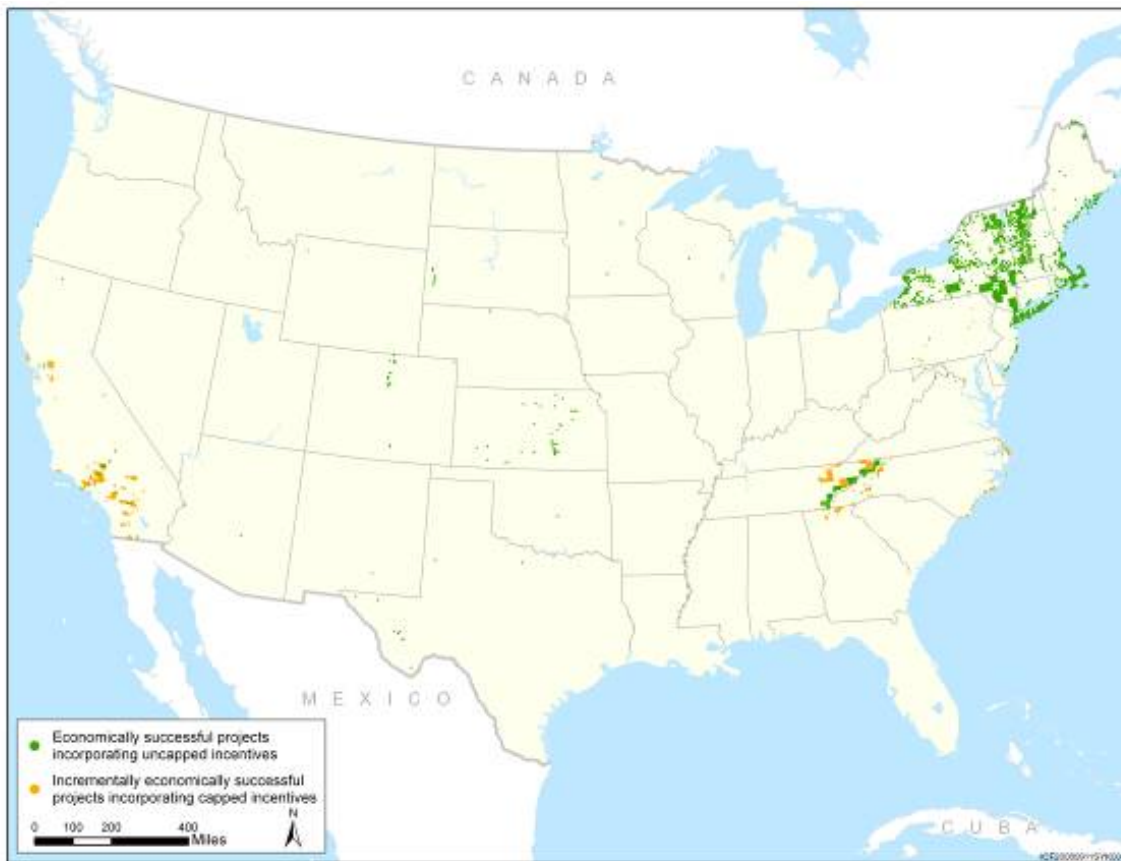 CANADA
MEXICO
CUBA
Economically successful projects
incorporating uncapped incentives
Incrementally economically successful
projects incorporating capped incentives
N
0 100 200 400
Miles